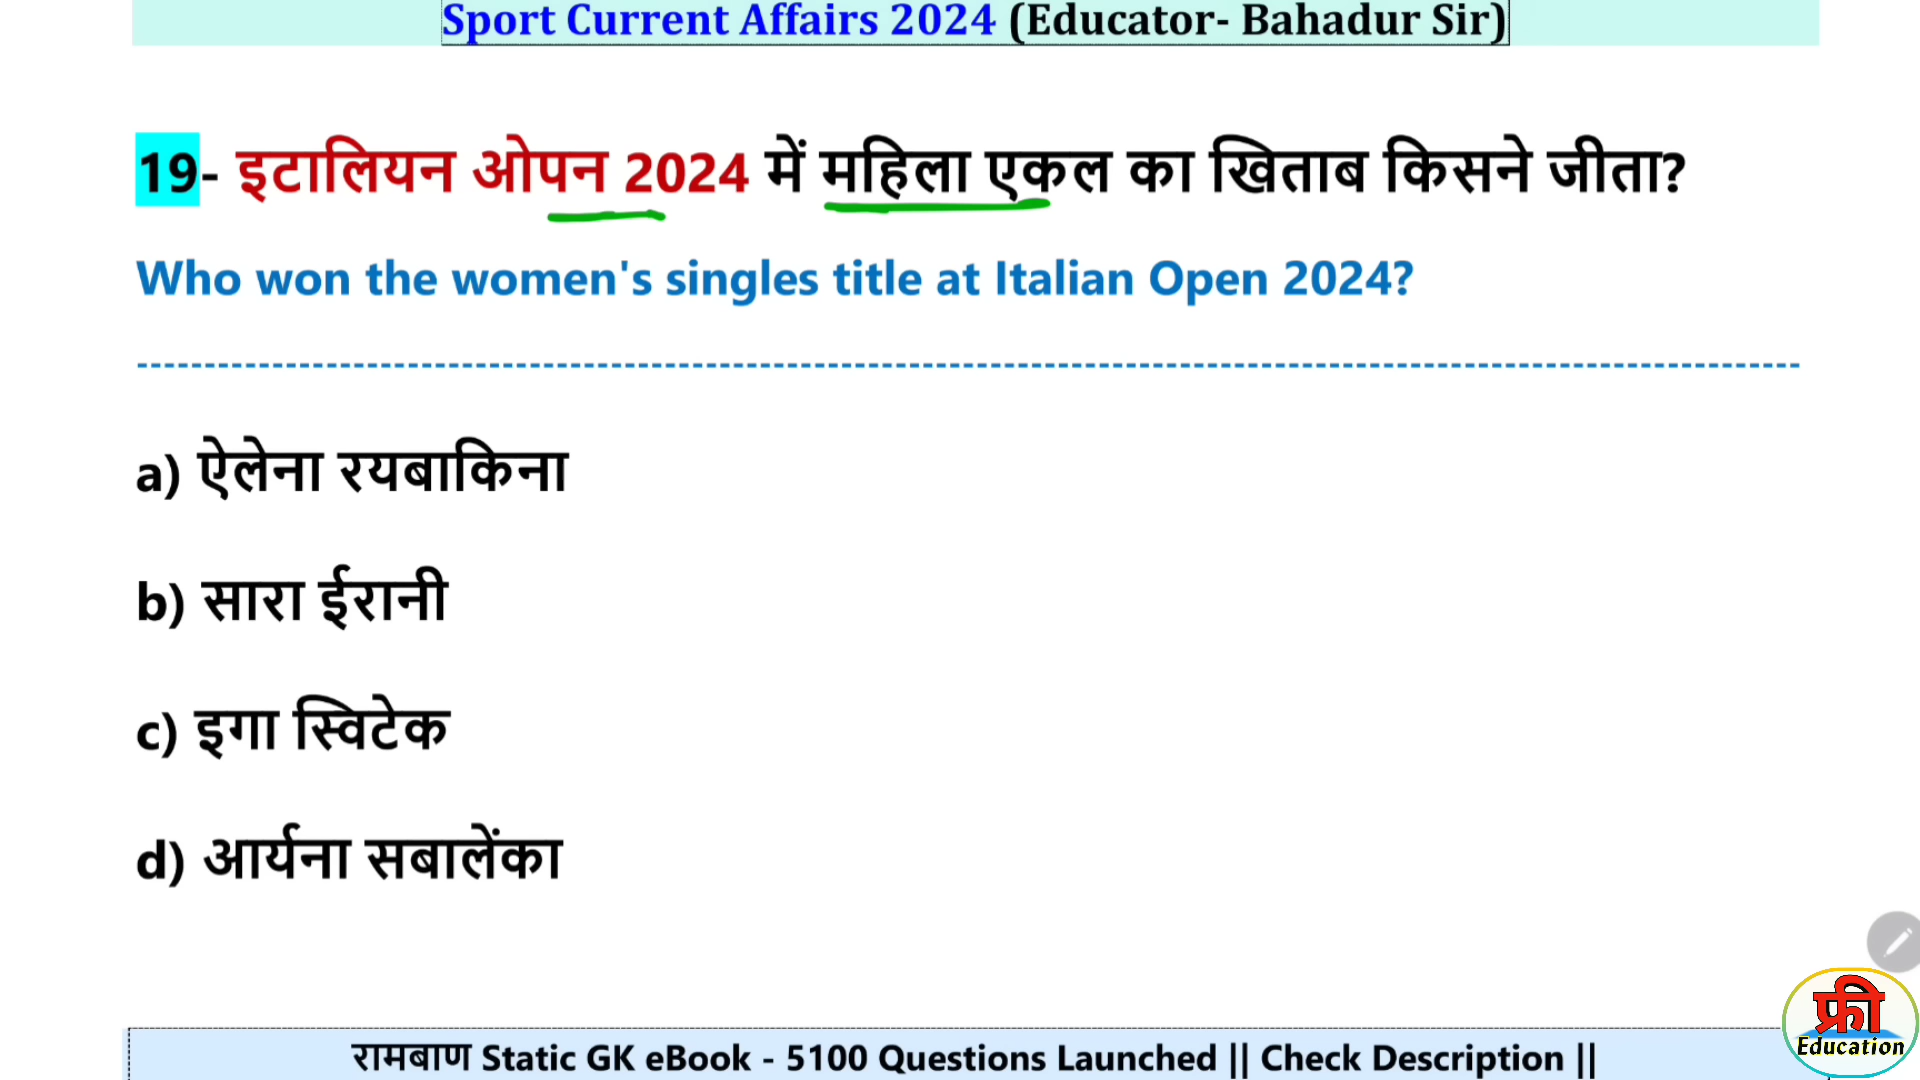 Sport Current Affairs 2024 (Educator- Bahadur Sir)
19- इटालियन ओपन 2024 में महिला एकल का खिताब किसने जीता?
Who won the women's singles title at Italian Open 2024?
a) ऐलेना रयबाकिना
b) सारा ईरानी
c) इगा स्विटेक
d) आर्यना सबालेंका
फ्री
Education
रामबाण Static GK eBook - 5100 Questions Launched || Check Description ||